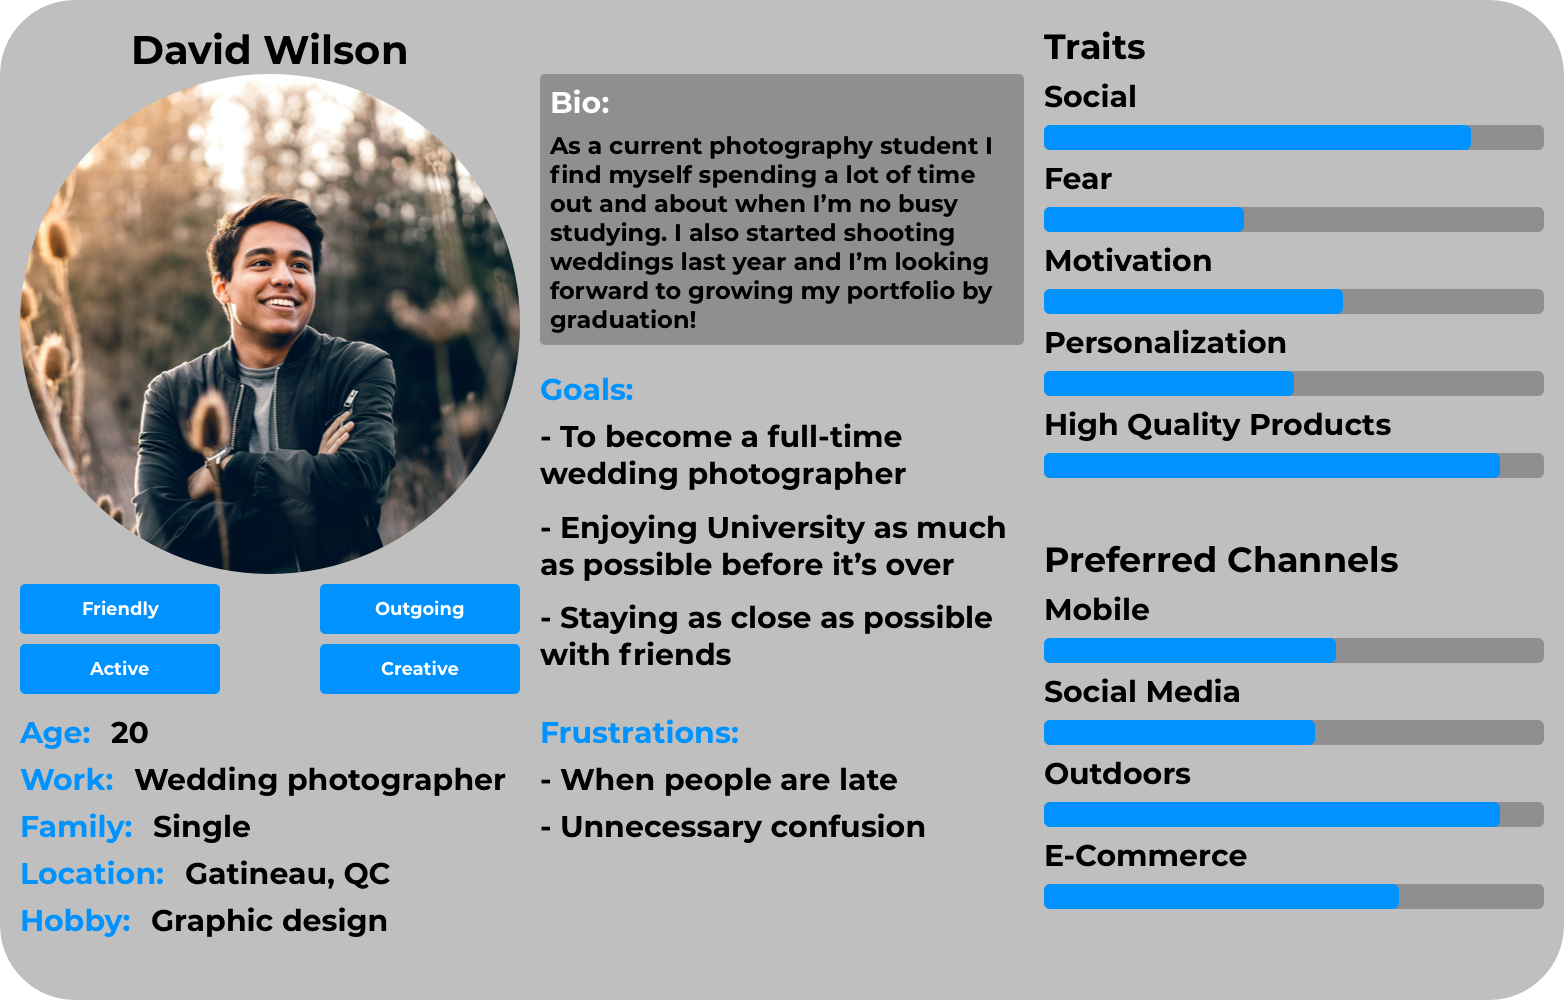 David Wilson
Friendly
Outgoing
Active
Creative
Age: 20
Work: Wedding photographer
Family: Single
Location: Gatineau, QC
Hobby: Graphic design
Bio:
As a current photography student I
find myself spending a lot of time
out and about when I’m no busy
studying. I also started shooting
weddings last year and I’m looking
forward to growing my portfolio by
graduation!
Goals:
- To become a full-time
wedding photographer
- Enjoying University as much
as possible before it’s over
- Staying as close as possible
with friends
Frustrations:
- When people are late
- Unnecessary confusion
Traits
Social
Fear
Motivation
Personalization
High Quality Products
Preferred Channels
Mobile
Social Media
Outdoors
E-Commerce